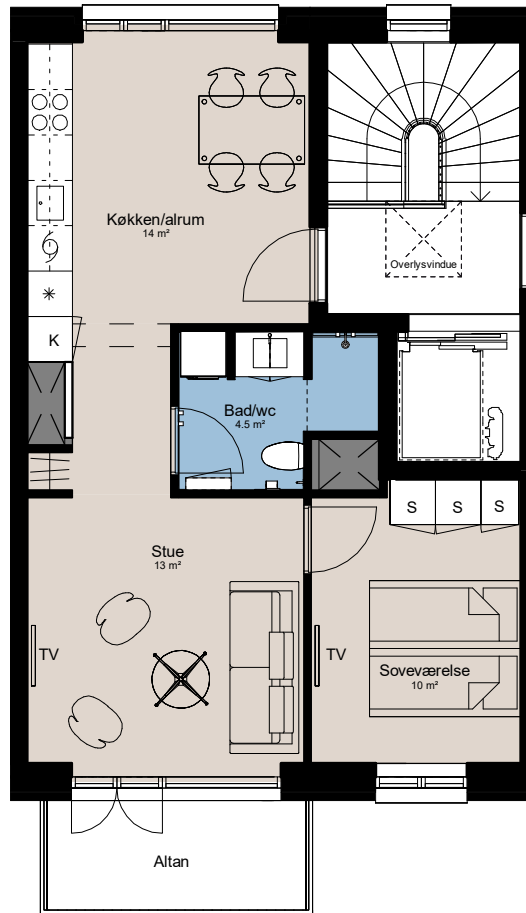 Køkken/alrum
14 m²
Overlysvindue
K
Bad/wc
4.5 m²
S S S
Stue
13 m²
TV
TV
Soveværelse
10 m²
Altan